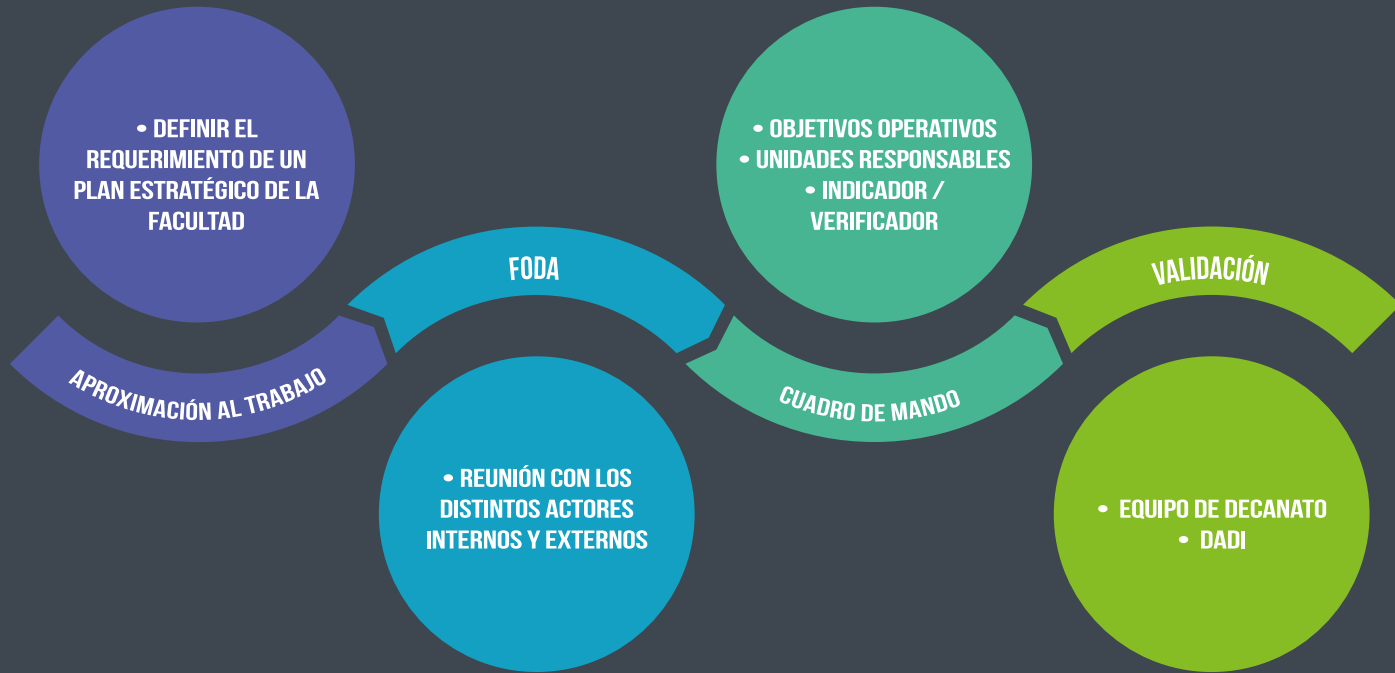 • DEFINIR EL
REQUERIMIENTO DE UN
PLAN ESTRATÉGICO DE LA
FACULTAD
APROXIMACIÓN AL TRABAJO
FODA
• REUNIÓN CON LOS
DISTINTOS ACTORES
INTERNOS Y EXTERNOS
• OBJETIVOS OPERATIVOS
• UNIDADES RESPONSABLES
• INDICADOR /
VERIFICADOR
CUADRO DE MANDO
VALIDACIÓN
• EQUIPO DE DECANATO
• DADI